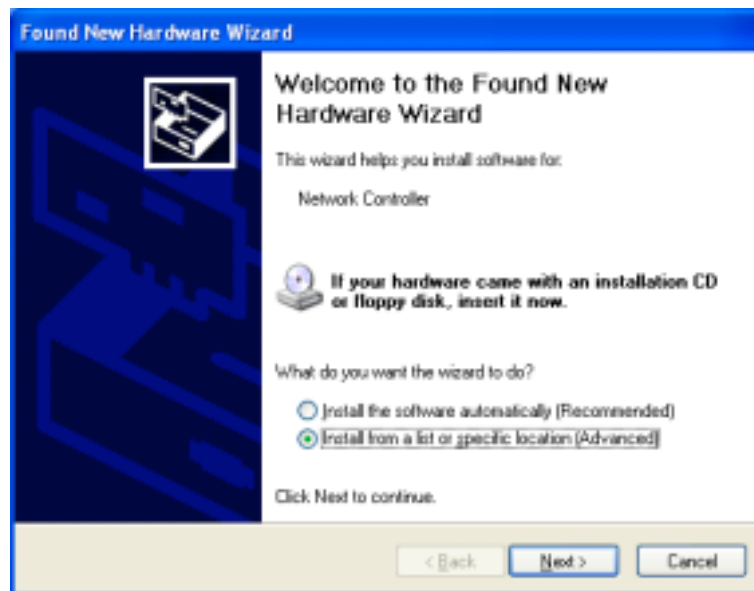 Found New Hardware Wizard
Welcome to the Found New
Hardware Wizard
This wizard helps you install software for:
Network Controller
If your hardware came with an installation CD
or floppy disk, insert it now.
What do you want the wizard to do?
Install the software automatically (Recommended)
Install from a list or specific location (Advanced)
Click Next to continue.
< Back
Next >
Cancel